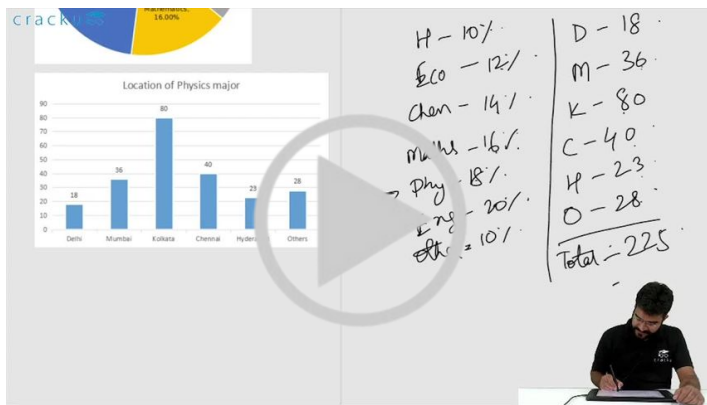 cracku
Mathematics,
16.00%
Location of Physics major
90
80
70
60
50
40
30
20
10
0
18
36
80
40
23
28
Delhi
Mumbai
Kolkata
Chennai
Others
H - 10%
Eco - 12%
Chem - 14%
Maths - 16%
Phy - 18%
Eng - 20%
Othe = 10%
D - 18
M - 36
K - 80
C - 40
H - 23
O - 28
Total = 225
cracku